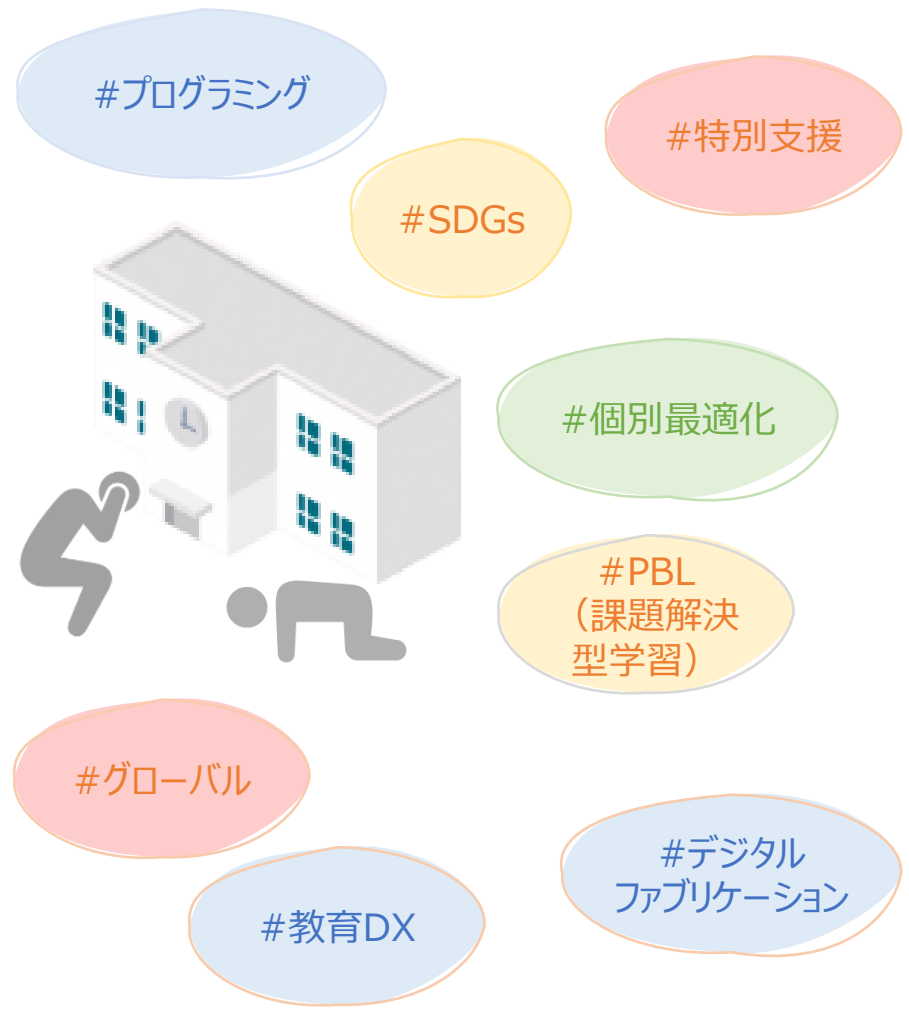 #プログラミング
#特別支援
#SDGs
#個別最適化
#PBL
（課題解決
型学習）
#グローバル
#デジタル
ファブリケーション
#教育DX